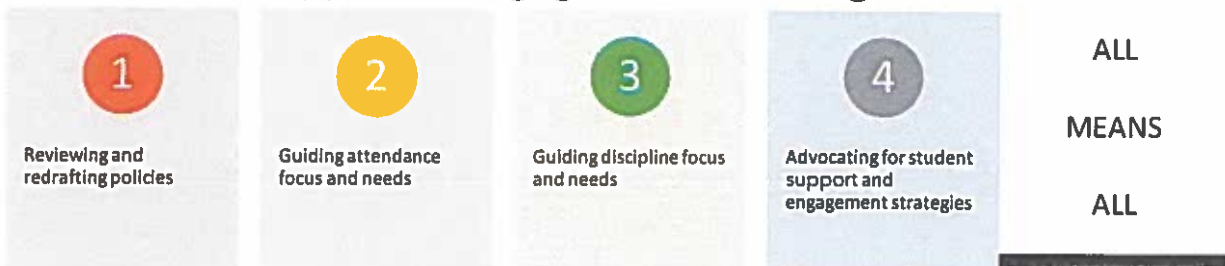 1
Reviewing and
redrafting policies
2
Guiding attendance
focus and needs
3
Guiding discipline focus
and needs
4
Advocating for student
support and
engagement strategies
ALL
MEANS
ALL